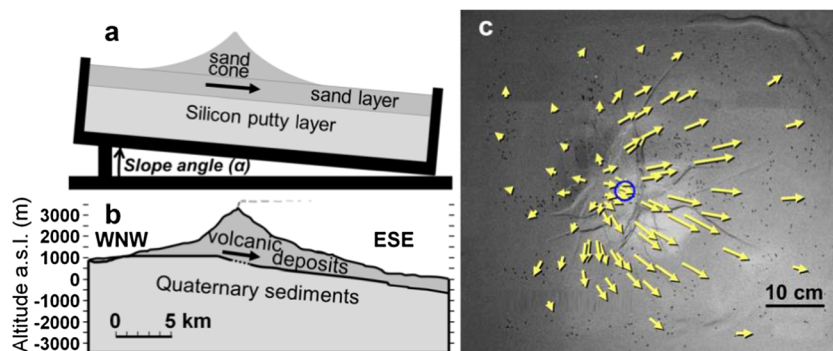 a
sand
cone
sand layer
Silicon putty layer
Slope angle (α)
b
Altitude a.s.l. (m)
3000
2000
1000
0
-1000
-2000
-3000
WNW
ESE
volcanic
deposits
Quaternary sediments
0 5 km
c
10 cm